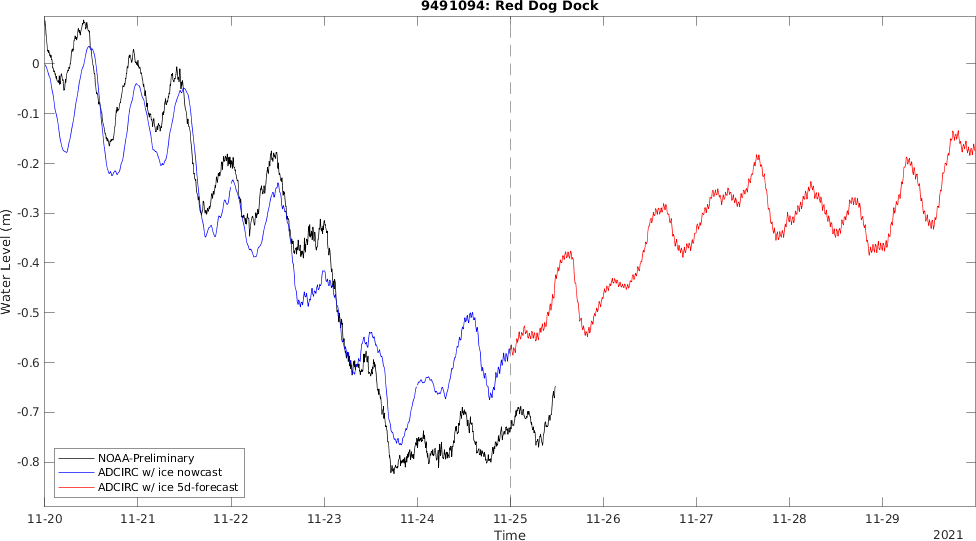 9491094: Red Dog Dock
Water Level (m)
0
-0.1
-0.2
-0.3
-0.4
-0.5
-0.6
-0.7
-0.8
NOAA-Preliminary
ADCIRC w/ ice nowcast
ADCIRC w/ ice 5d-forecast
11-20 11-21 11-22 11-23 11-24 11-25 11-26 11-27 11-28 11-29
Time
2021